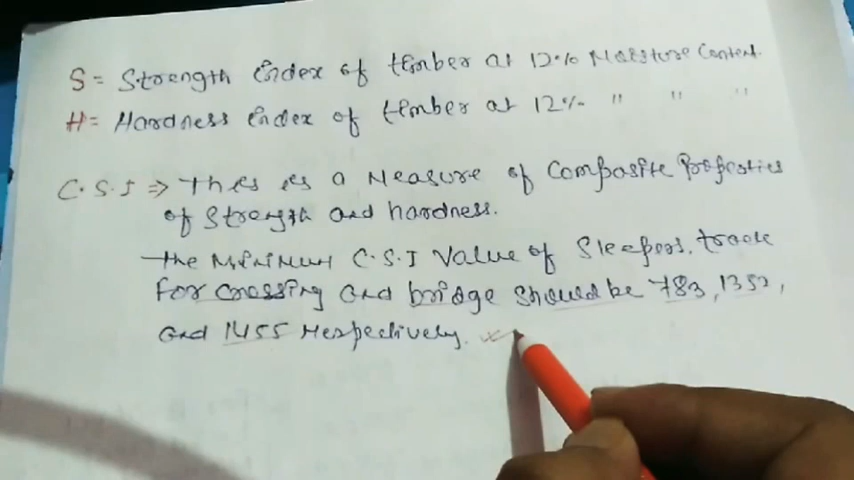 S = Strength index of timber at 12% Moisture Content.
H = Hardness index of timber at 12% " " "
C.S.I ⇒ This is a Measure of Composite Properties
of Strength and hardness.
The Minimum C.S.I Value of Sleepers. track
For crossing and bridge should be 783, 1352,
and 1455 respectively.